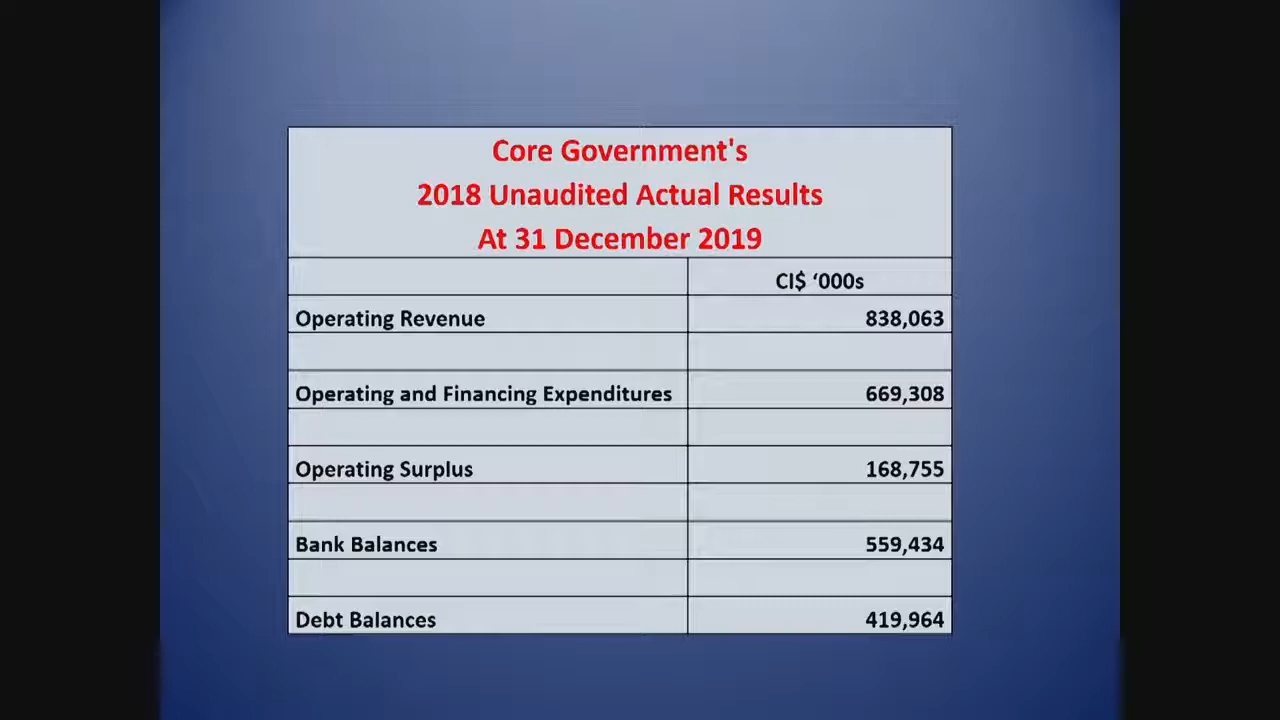 Core Government's
2018 Unaudited Actual Results
At 31 December 2019
CI$ ‘000s
Operating Revenue 838,063
Operating and Financing Expenditures 669,308
Operating Surplus 168,755
Bank Balances 559,434
Debt Balances 419,964